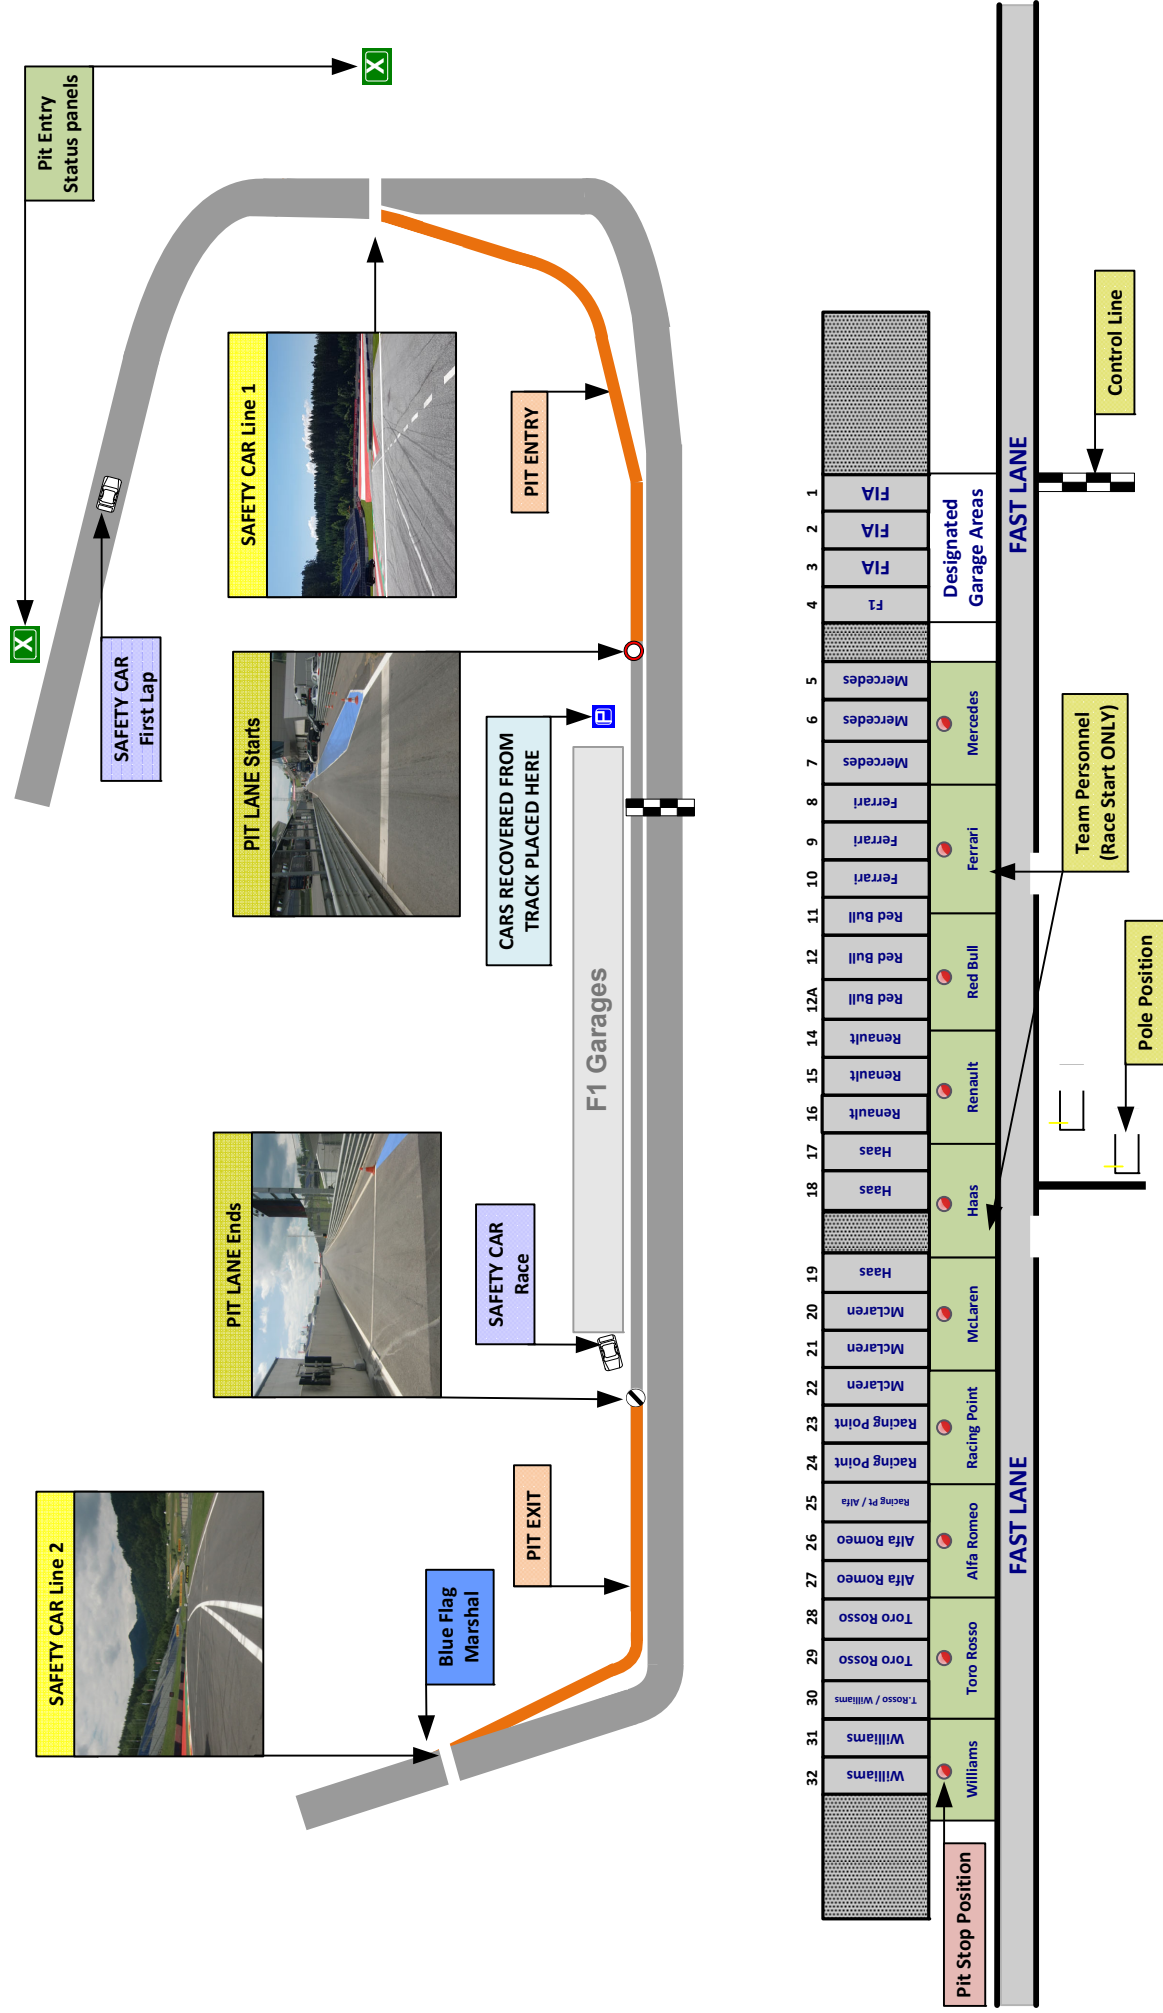 Pit Entry
Status panels
X
X
SAFETY CAR
First Lap
SAFETY CAR Line 1
PIT ENTRY
PIT LANE Starts
CARS RECOVERED FROM
TRACK PLACED HERE
P
F1 Garages
PIT LANE Ends
SAFETY CAR
Race
SAFETY CAR Line 2
PIT EXIT
Blue Flag
Marshal
1 FIA
2 FIA
3 FIA
4 F1
5 Mercedes
6 Mercedes
7 Mercedes
8 Ferrari
9 Ferrari
10 Ferrari
11 Red Bull
12 Red Bull
12A Red Bull
14 Renault
15 Renault
16 Renault
17 Haas
18 Haas
19 Haas
20 McLaren
21 McLaren
22 McLaren
23 Racing Point
24 Racing Point
25 Racing Pt / Alfa
26 Alfa Romeo
27 Alfa Romeo
28 Toro Rosso
29 Toro Rosso
30 T.Rosso / Williams
31 Williams
32 Williams
Designated
Garage Areas
Mercedes
Ferrari
Red Bull
Renault
Haas
McLaren
Racing Point
Alfa Romeo
Toro Rosso
Williams
FAST LANE
FAST LANE
Control Line
Team Personnel
(Race Start ONLY)
Pole Position
Pit Stop Position